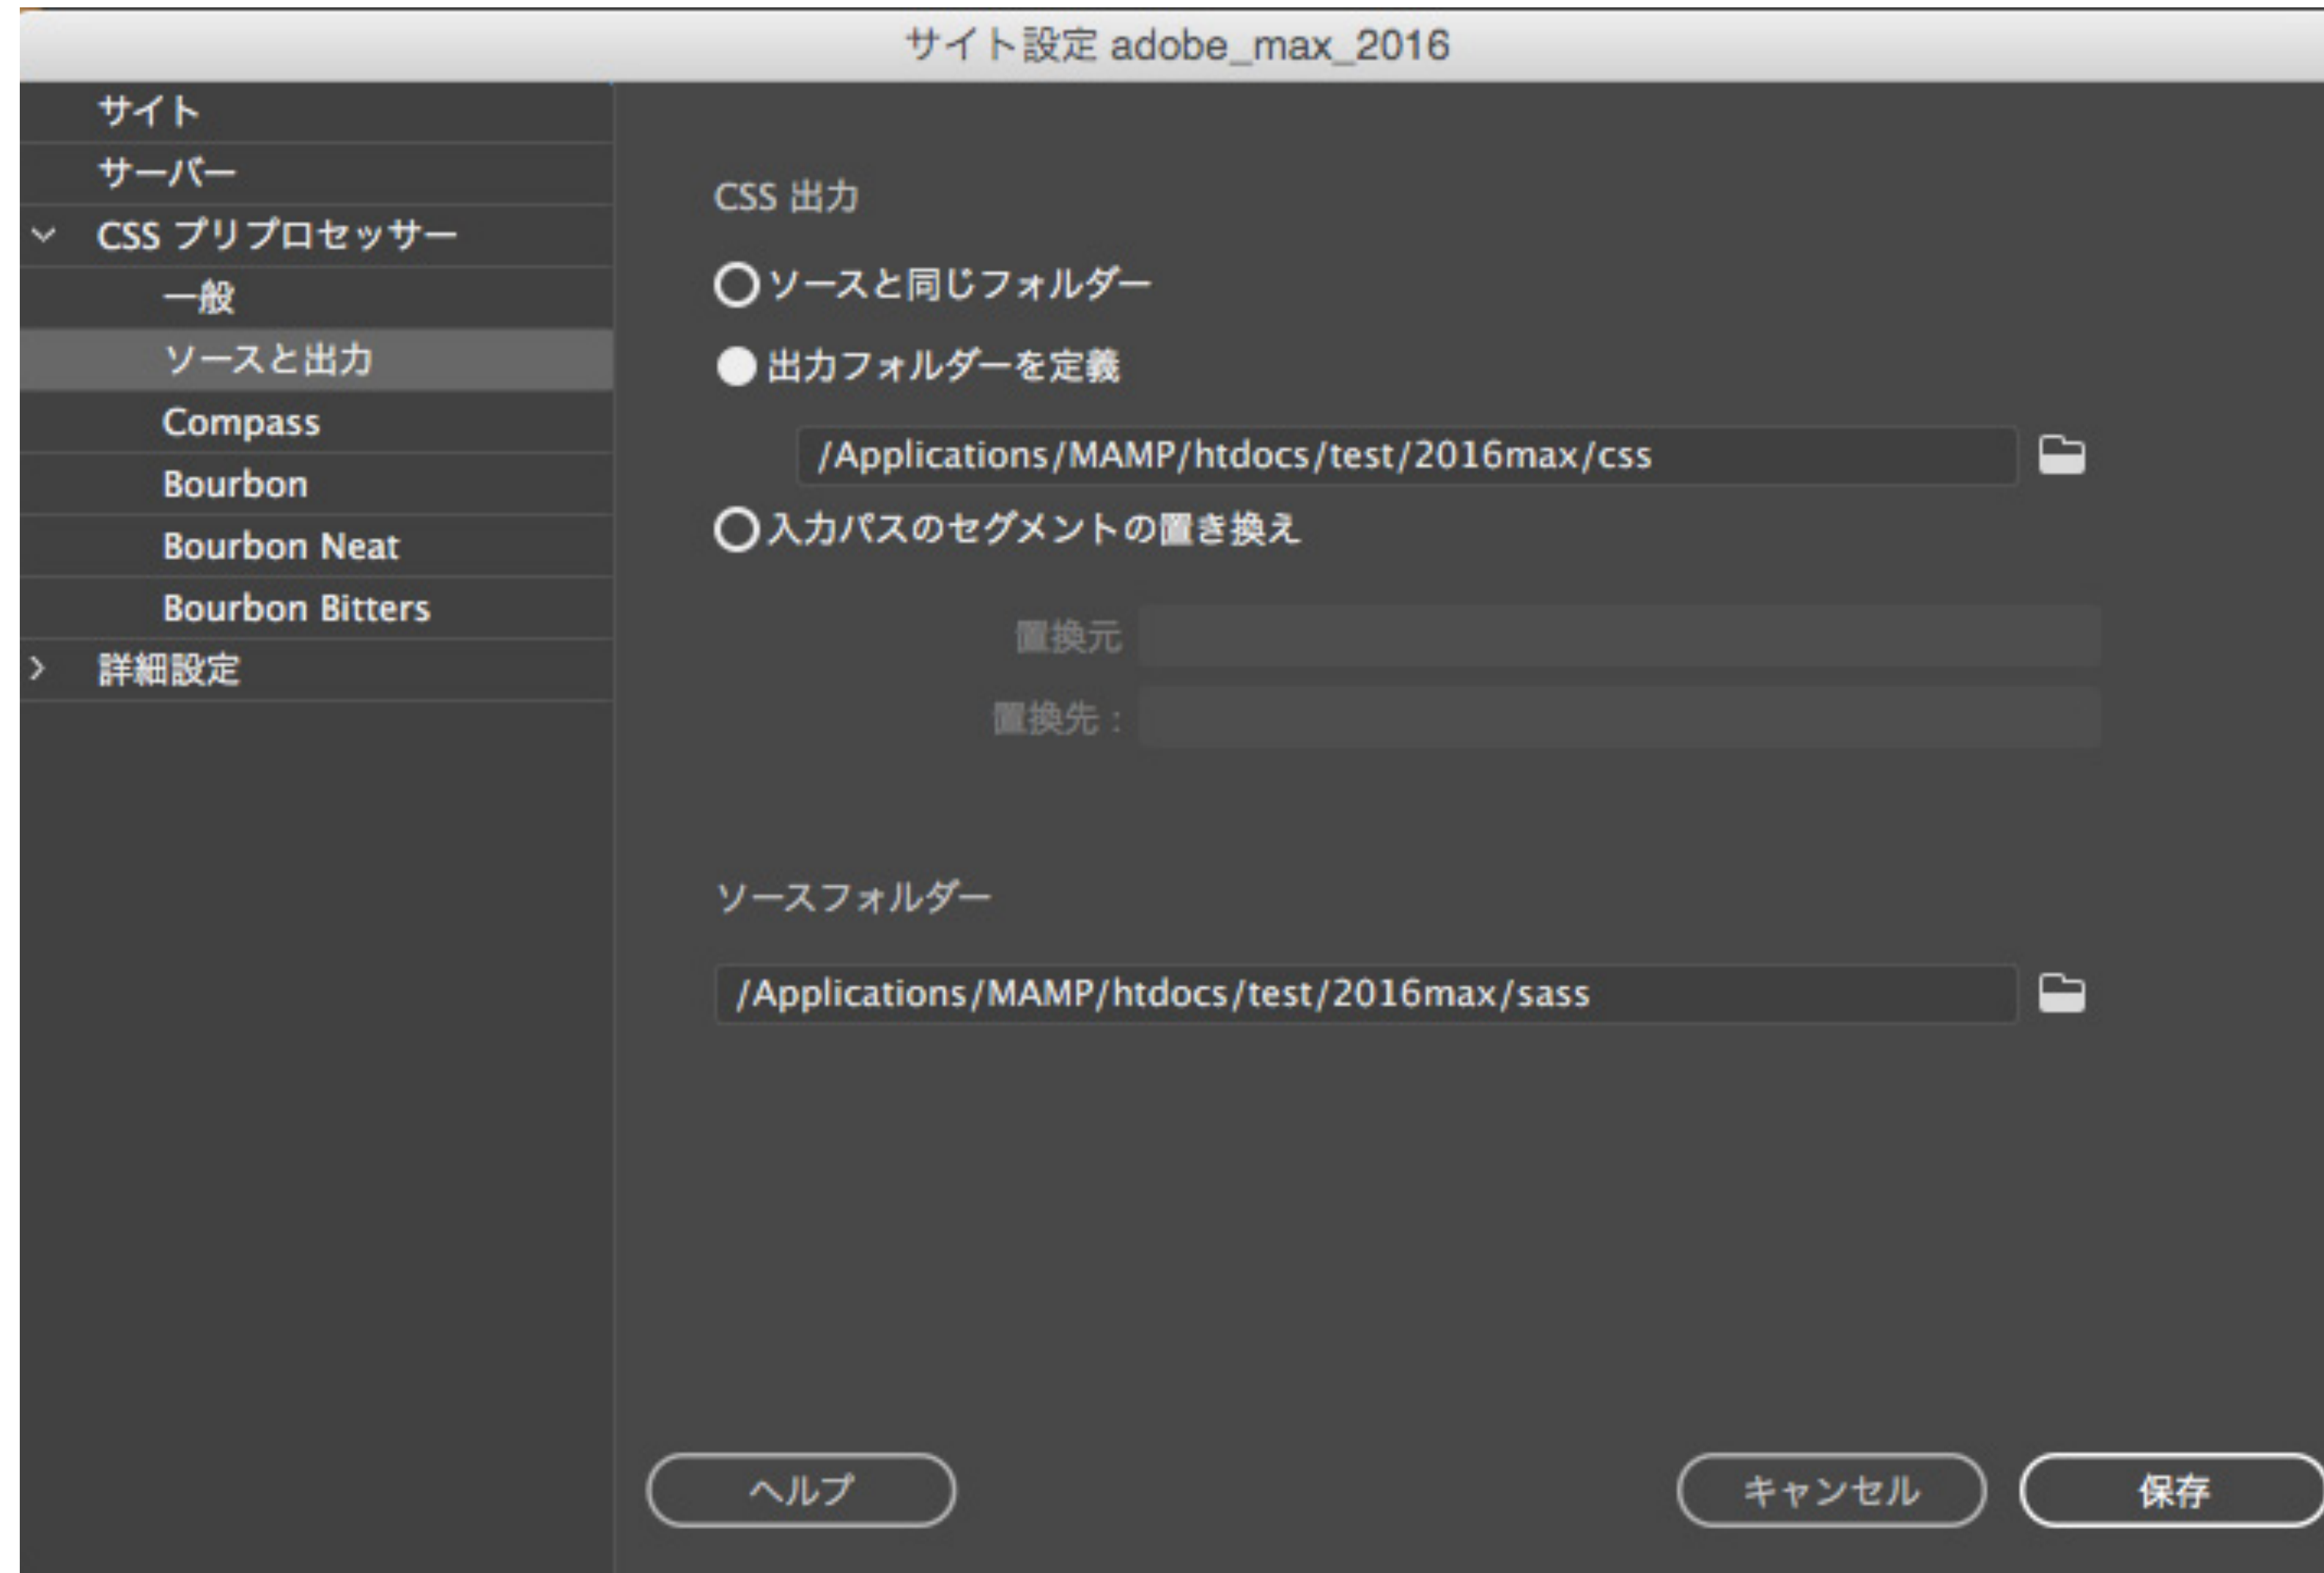 サイト設定 adobe_max_2016
サイト
サーバー
CSS プリプロセッサー
一般
ソースと出力
Compass
Bourbon
Bourbon Neat
Bourbon Bitters
詳細設定
CSS 出力
ソースと同じフォルダー
出力フォルダーを定義
/Applications/MAMP/htdocs/test/2016max/css
入力パスのセグメントの置き換え
置換元
置換先 :
ソースフォルダー
/Applications/MAMP/htdocs/test/2016max/sass
ヘルプ
キャンセル
保存